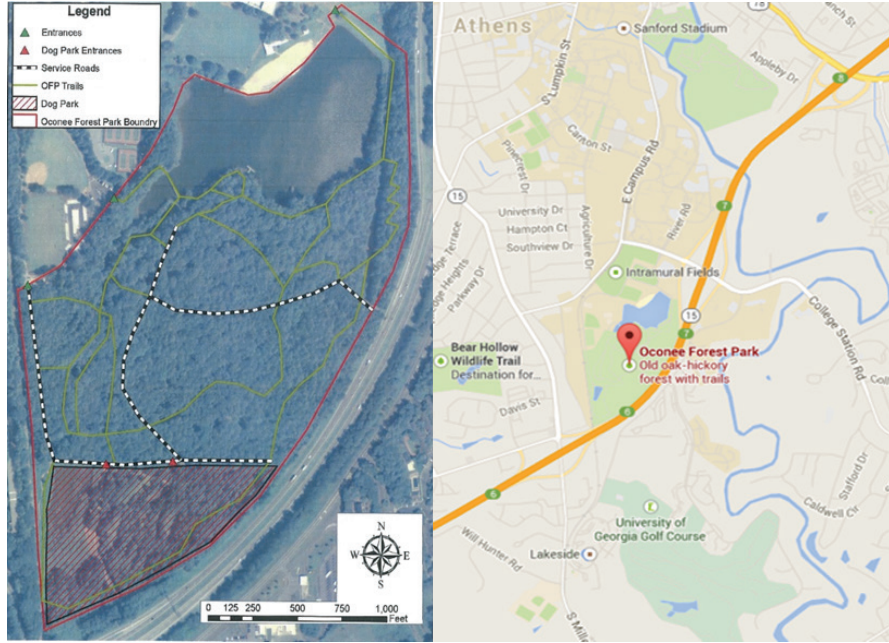 Legend
Entrances
Dog Park Entrances
Service Roads
OFP Trails
Dog Park
Oconee Forest Park Boundry
N
W
E
S
0 125 250 500 750 1,000
Feet
Athens
Sanford Stadium
18
S Lumpkin St
Appleby Dr
8
Carlton St
E Campus Rd
Pinecrest Dr
15
7
River Rd
University Dr
Hampton Ct
Southview Dr
Agriculture Dr
Parkway Dr
Intramural Fields
15
7
College Station Rd
Bear Hollow
Wildlife Trail
Destination for...
Oconee Forest Park
Old oak-hickory
forest with trails
Davis St
6
6
Stafford Dr
Caldwell Cir
University of
Georgia Golf Course
Will Hunter Rd
Lakeside
S Mille